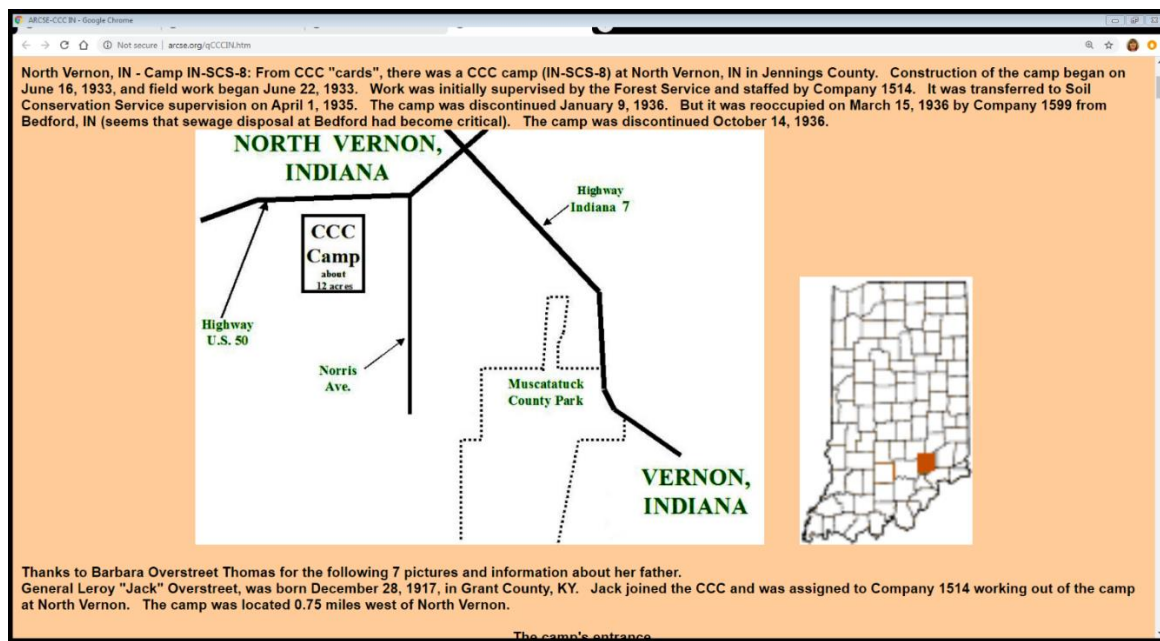 ARCSE-CCC IN - Google Chrome
Not secure | arcse.org/qCCCIN.htm
North Vernon, IN - Camp IN-SCS-8: From CCC "cards", there was a CCC camp (IN-SCS-8) at North Vernon, IN in Jennings County. Construction of the camp began on
June 16, 1933, and field work began June 22, 1933. Work was initially supervised by the Forest Service and staffed by Company 1514. It was transferred to Soil
Conservation Service supervision on April 1, 1935. The camp was discontinued January 9, 1936. But it was reoccupied on March 15, 1936 by Company 1599 from
Bedford, IN (seems that sewage disposal at Bedford had become critical). The camp was discontinued October 14, 1936.
NORTH VERNON,
INDIANA
Highway
Indiana 7
CCC
Camp
about
12 acres
Highway
U.S. 50
Norris
Ave.
Muscatatuck
County Park
VERNON,
INDIANA
Thanks to Barbara Overstreet Thomas for the following 7 pictures and information about her father.
General Leroy "Jack" Overstreet, was born December 28, 1917, in Grant County, KY. Jack joined the CCC and was assigned to Company 1514 working out of the camp
at North Vernon. The camp was located 0.75 miles west of North Vernon.
The camp's entrance